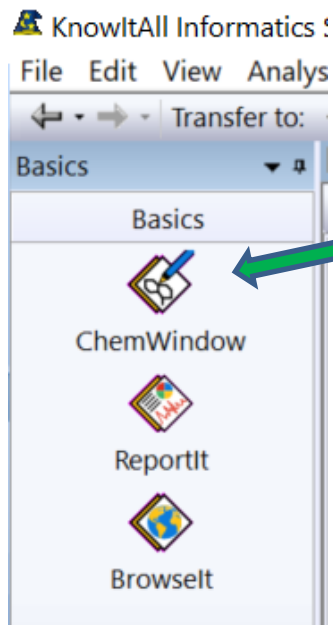 KnowItAll Informatics
File Edit View Analys
Transfer to:
Basics
Basics
ChemWindow
ReportIt
BrowseIt